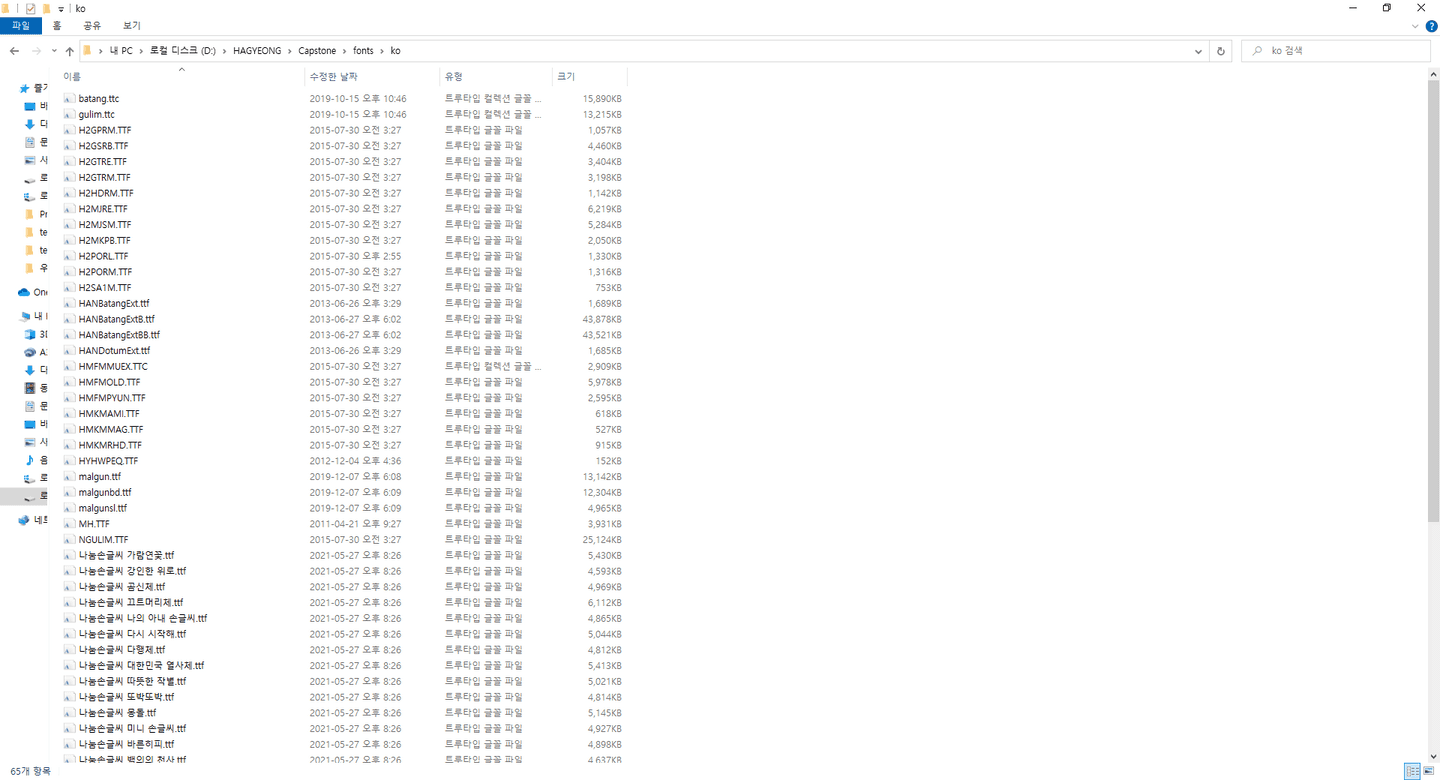 ko
파일 홈 공유 보기
내 PC 로컬 디스크 (D:) HAGYEONG Capstone fonts ko
ko 검색
이름 수정한 날짜 유형 크기
batang.ttc 2019-10-15 오후 10:46 트루타입 컬렉션 글꼴 ... 15,890KB
gulim.ttc 2019-10-15 오후 10:46 트루타입 컬렉션 글꼴 ... 13,215KB
H2GPRM.TTF 2015-07-30 오전 3:27 트루타입 글꼴 파일 1,057KB
H2GSRB.TTF 2015-07-30 오전 3:27 트루타입 글꼴 파일 4,460KB
H2GTRE.TTF 2015-07-30 오전 3:27 트루타입 글꼴 파일 3,404KB
H2GTRM.TTF 2015-07-30 오전 3:27 트루타입 글꼴 파일 3,198KB
H2HDRM.TTF 2015-07-30 오전 3:27 트루타입 글꼴 파일 1,142KB
H2MJRE.TTF 2015-07-30 오전 3:27 트루타입 글꼴 파일 6,219KB
H2MJSM.TTF 2015-07-30 오전 3:27 트루타입 글꼴 파일 5,284KB
H2MKPB.TTF 2015-07-30 오전 3:27 트루타입 글꼴 파일 2,050KB
H2PORL.TTF 2015-07-30 오후 2:55 트루타입 글꼴 파일 1,330KB
H2PORM.TTF 2015-07-30 오전 3:27 트루타입 글꼴 파일 1,316KB
H2SA1M.TTF 2015-07-30 오전 3:27 트루타입 글꼴 파일 753KB
HANBatangExt.ttf 2013-06-26 오후 3:29 트루타입 글꼴 파일 1,689KB
HANBatangExtB.ttf 2013-06-27 오후 6:02 트루타입 글꼴 파일 43,878KB
HANBatangExtBB.ttf 2013-06-27 오후 6:02 트루타입 글꼴 파일 43,521KB
HANDotumExt.ttf 2013-06-26 오후 3:29 트루타입 글꼴 파일 1,685KB
HMFMMUEX.TTC 2015-07-30 오전 3:27 트루타입 컬렉션 글꼴 ... 2,909KB
HMFMOLD.TTF 2015-07-30 오전 3:27 트루타입 글꼴 파일 5,978KB
HMFMPYUN.TTF 2015-07-30 오전 3:27 트루타입 글꼴 파일 2,595KB
HMKMAMI.TTF 2015-07-30 오전 3:27 트루타입 글꼴 파일 618KB
HMKMMAG.TTF 2015-07-30 오전 3:27 트루타입 글꼴 파일 527KB
HMKMRHD.TTF 2015-07-30 오전 3:27 트루타입 글꼴 파일 915KB
HYHWPEQ.TTF 2012-12-04 오후 4:36 트루타입 글꼴 파일 152KB
malgun.ttf 2019-12-07 오후 6:08 트루타입 글꼴 파일 13,142KB
malgunbd.ttf 2019-12-07 오후 6:09 트루타입 글꼴 파일 12,304KB
malgunsl.ttf 2019-12-07 오후 6:09 트루타입 글꼴 파일 4,965KB
MH.TTF 2011-04-21 오후 9:27 트루타입 글꼴 파일 3,931KB
NGULIM.TTF 2015-07-30 오전 3:27 트루타입 글꼴 파일 25,124KB
나눔손글씨 가람연꽃.ttf 2021-05-27 오후 8:26 트루타입 글꼴 파일 5,430KB
나눔손글씨 강인한 위로.ttf 2021-05-27 오후 8:26 트루타입 글꼴 파일 4,593KB
나눔손글씨 곰신체.ttf 2021-05-27 오후 8:26 트루타입 글꼴 파일 4,969KB
나눔손글씨 끄트머리체.ttf 2021-05-27 오후 8:26 트루타입 글꼴 파일 6,112KB
나눔손글씨 나의 아내 손글씨.ttf 2021-05-27 오후 8:26 트루타입 글꼴 파일 4,865KB
나눔손글씨 다시 시작해.ttf 2021-05-27 오후 8:26 트루타입 글꼴 파일 5,044KB
나눔손글씨 다행체.ttf 2021-05-27 오후 8:26 트루타입 글꼴 파일 4,812KB
나눔손글씨 대한민국 열사체.ttf 2021-05-27 오후 8:26 트루타입 글꼴 파일 5,413KB
나눔손글씨 따뜻한 작별.ttf 2021-05-27 오후 8:26 트루타입 글꼴 파일 5,021KB
나눔손글씨 또박또박.ttf 2021-05-27 오후 8:26 트루타입 글꼴 파일 4,814KB
나눔손글씨 몽돌.ttf 2021-05-27 오후 8:26 트루타입 글꼴 파일 5,145KB
나눔손글씨 미니 손글씨.ttf 2021-05-27 오후 8:26 트루타입 글꼴 파일 4,927KB
나눔손글씨 바른히피.ttf 2021-05-27 오후 8:26 트루타입 글꼴 파일 4,898KB
나눔손글씨 백의의 천사.ttf 2021-05-27 오후 8:26 트루타입 글꼴 파일 4,637KB
65개 항목